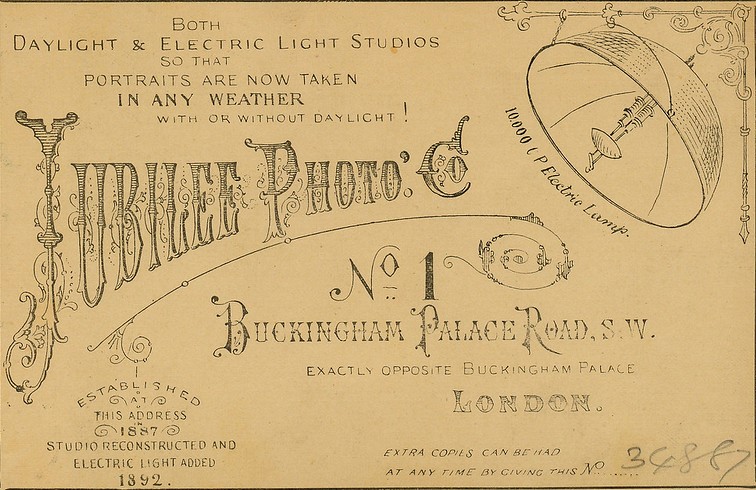 BOTH
DAYLIGHT & ELECTRIC LIGHT STUDIOS
SO THAT
PORTRAITS ARE NOW TAKEN
IN ANY WEATHER
WITH OR WITHOUT DAYLIGHT!
10000 C P Electric Lamp.
JUBILEE PHOTO: Co
No 1
BUCKINGHAM PALACE ROAD, S.W.
EXACTLY OPPOSITE BUCKINGHAM PALACE
LONDON.
ESTABLISHED
AT
THIS ADDRESS
1887
STUDIO RECONSTRUCTED AND
ELECTRIC LIGHT ADDED
1892.
EXTRA COPIES CAN BE HAD
AT ANY TIME BY GIVING THIS No 34887